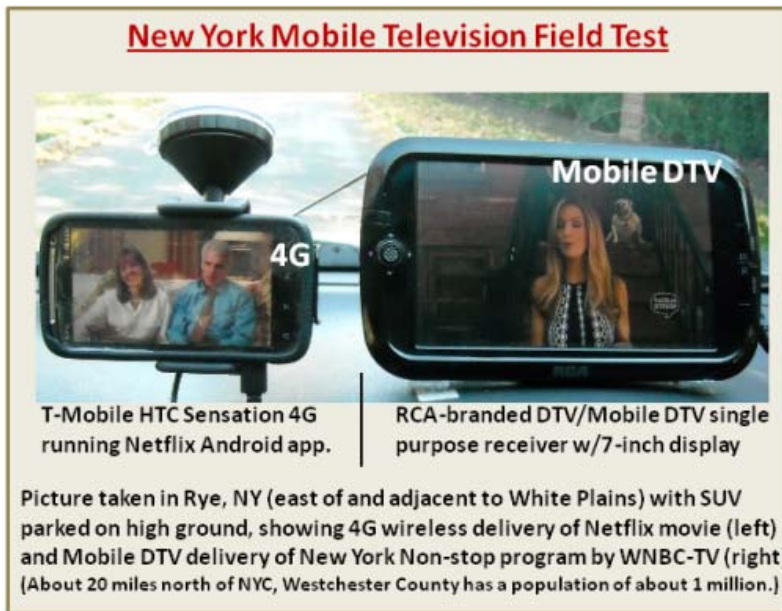 New York Mobile Television Field Test
4G
Mobile DTV
RCA
T-Mobile HTC Sensation 4G
running Netflix Android app.
RCA-branded DTV/Mobile DTV single
purpose receiver w/7-inch display
Picture taken in Rye, NY (east of and adjacent to White Plains) with SUV
parked on high ground, showing 4G wireless delivery of Netflix movie (left)
and Mobile DTV delivery of New York Non-stop program by WNBC-TV (right
(About 20 miles north of NYC, Westchester County has a population of about 1 million.)